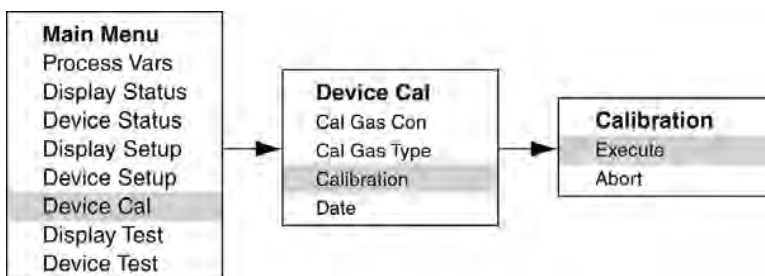 Main Menu
Process Vars
Display Status
Device Status
Display Setup
Device Setup
Device Cal
Display Test
Device Test
Device Cal
Cal Gas Con
Cal Gas Type
Calibration
Date
Calibration
Execute
Abort